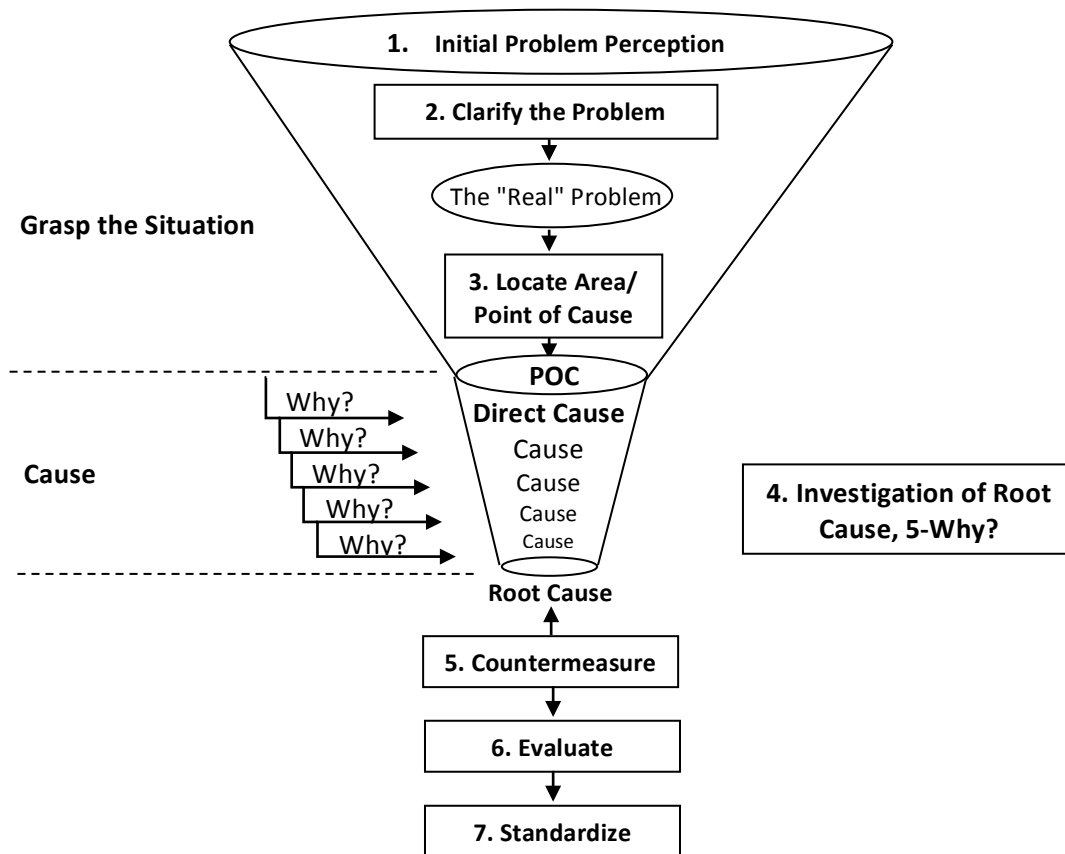 1. Initial Problem Perception
2. Clarify the Problem
The "Real" Problem
Grasp the Situation
3. Locate Area/
Point of Cause
POC
Why?
Direct Cause
Why?
Cause
Why?
Cause
Cause
Why?
Cause
Why?
Cause
4. Investigation of Root
Cause, 5-Why?
Root Cause
5. Countermeasure
6. Evaluate
7. Standardize